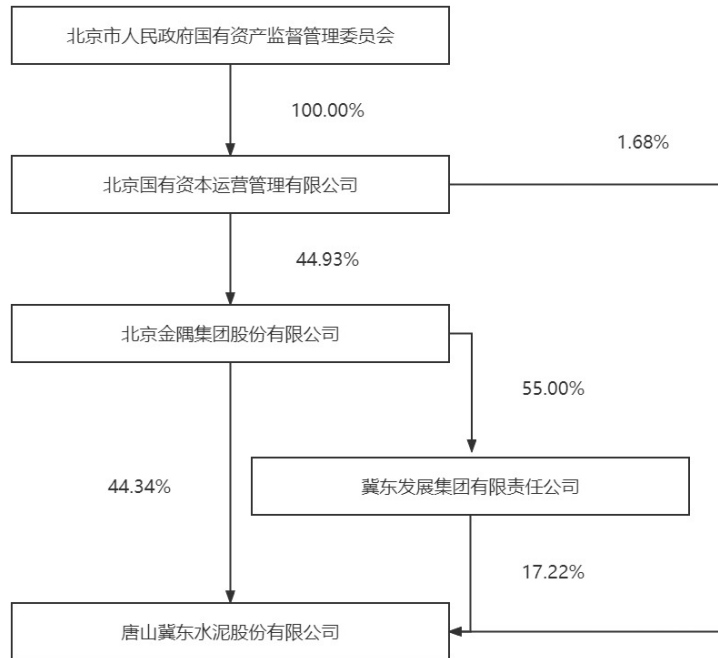 北京市人民政府国有资产监督管理委员会
100.00%
1.68%
北京国有资本运营管理有限公司
44.93%
北京金隅集团股份有限公司
55.00%
44.34%
冀东发展集团有限责任公司
17.22%
唐山冀东水泥股份有限公司